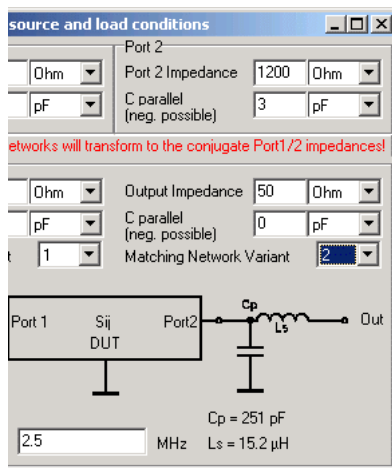 source and load conditions
Port 2
Ohm Port 2 Impedance 1200 Ohm
pF C parallel (neg. possible) 3 pF
etworks will transform to the conjugate Port1/2 impedances!
Ohm Output Impedance 50 Ohm
pF C parallel (neg. possible) 0 pF
t 1 Matching Network Variant 2
Cp
Port 1 Sij Port2 Ls Out
DUT
Cp = 251 pF
2.5 MHz Ls = 15.2 µH